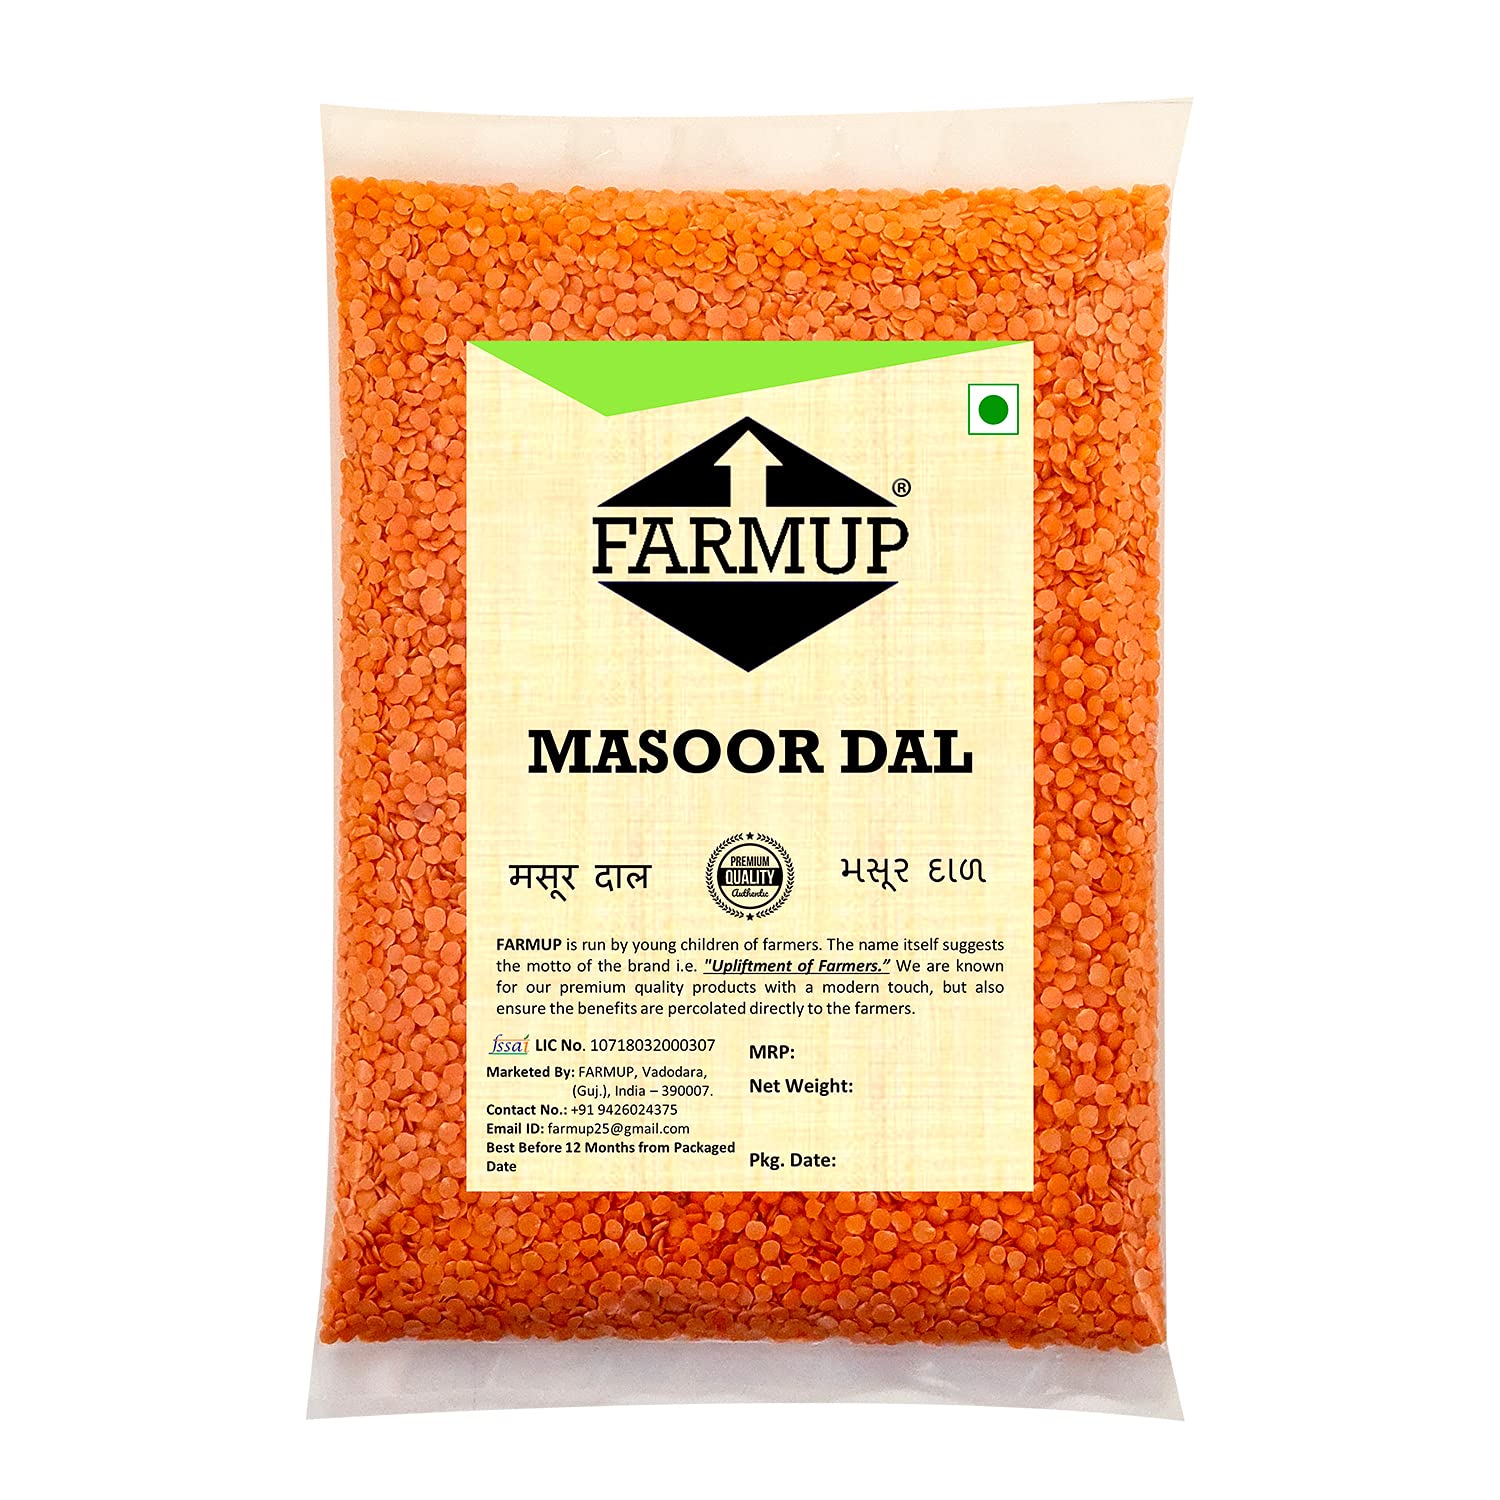 FARMUP®
MASOOR DAL
मसूर दाल
PREMIUM
QUALITY
Authentic
મસૂર દાળ
FARMUP is run by young children of farmers. The name itself suggests
the motto of the brand i.e. "Upliftment of Farmers.” We are known
for our premium quality products with a modern touch, but also
ensure the benefits are percolated directly to the farmers.
fssai LIC No. 10718032000307
Marketed By: FARMUP, Vadodara,
(Guj.), India – 390007.
Contact No.: +91 9426024375
Email ID: farmup25@gmail.com
Best Before 12 Months from Packaged
Date
MRP:
Net Weight:
Pkg. Date: